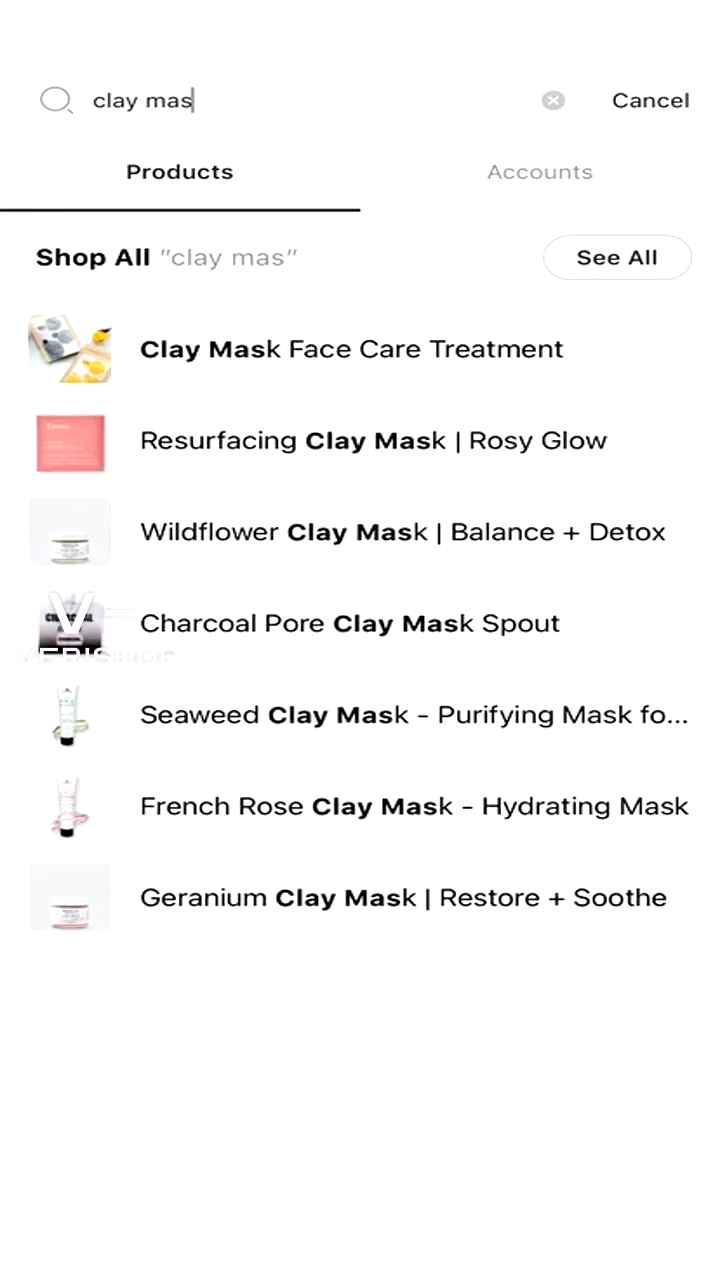 clay mas
Cancel
Products
Accounts
Shop All "clay mas"
See All
Clay Mask Face Care Treatment
Resurfacing Clay Mask | Rosy Glow
Wildflower Clay Mask | Balance + Detox
Charcoal Pore Clay Mask Spout
Seaweed Clay Mask - Purifying Mask fo...
French Rose Clay Mask - Hydrating Mask
Geranium Clay Mask | Restore + Soothe